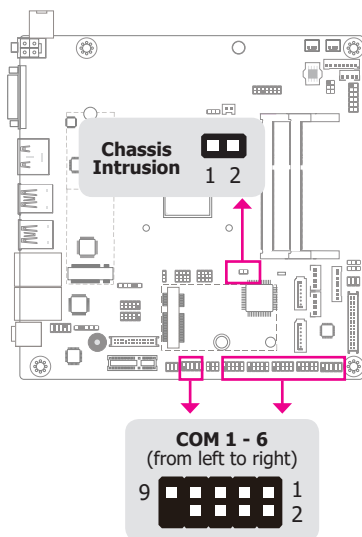 Chassis
Intrusion
1 2
COM 1 - 6
(from left to right)
9 1
2